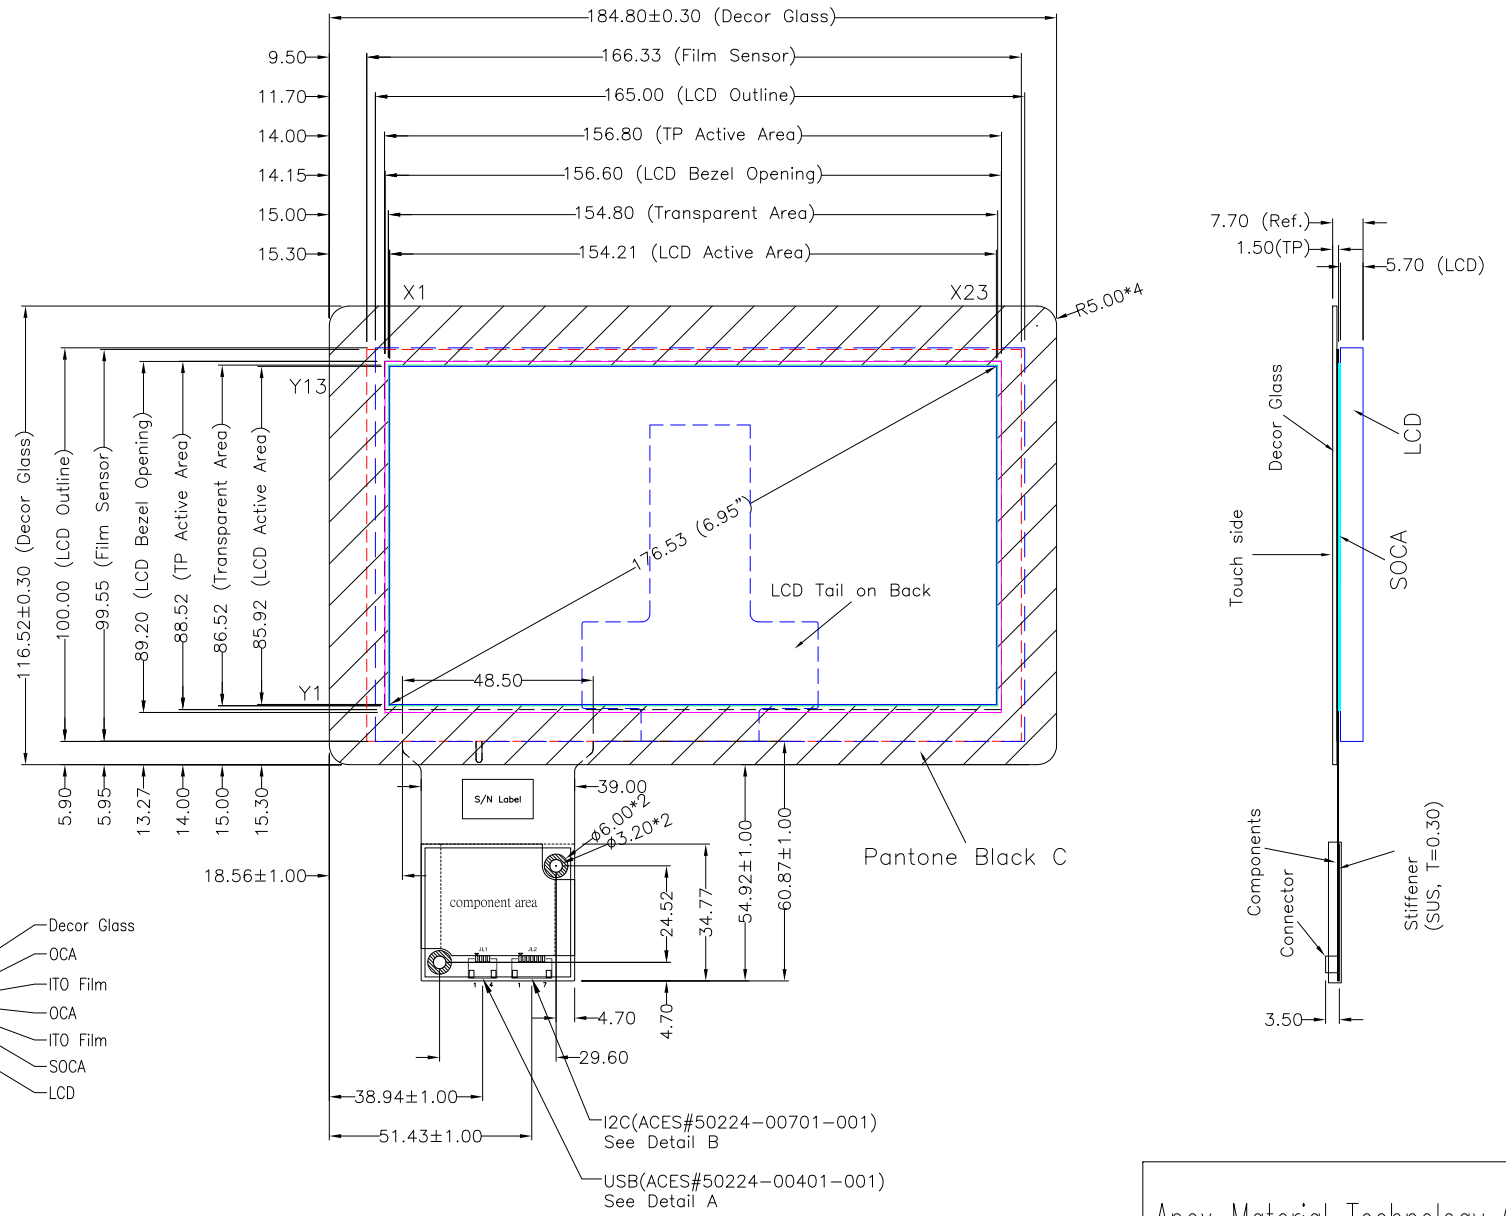 184.80±0.30 (Decor Glass)
9.50
166.33 (Film Sensor)
11.70
165.00 (LCD Outline)
14.00
156.80 (TP Active Area)
14.15
156.60 (LCD Bezel Opening)
15.00
154.80 (Transparent Area)
15.30
154.21 (LCD Active Area)
X1
X23
R5.00*4
Y13
Y1
116.52±0.30 (Decor Glass)
100.00 (LCD Outline)
99.55 (Film Sensor)
89.20 (LCD Bezel Opening)
88.52 (TP Active Area)
86.52 (Transparent Area)
85.92 (LCD Active Area)
176.53 (6.95")
LCD Tail on Back
48.50
5.90
5.95
13.27
14.00
15.00
15.30
39.00
S/N Label
ø6.00*2
ø3.20*2
18.56±1.00
component area
JL1
JL2
1
4
1
7
24.52
34.77
54.92±1.00
60.87±1.00
Pantone Black C
4.70
4.70
29.60
38.94±1.00
51.43±1.00
I2C(ACES#50224-00701-001)
See Detail B
USB(ACES#50224-00401-001)
See Detail A
Decor Glass
OCA
ITO Film
OCA
ITO Film
SOCA
LCD
7.70 (Ref.)
1.50(TP)
5.70 (LCD)
Decor Glass
LCD
Touch side
SOCA
Components
Connector
Stiffener
(SUS, T=0.30)
3.50
Apex Material Technology